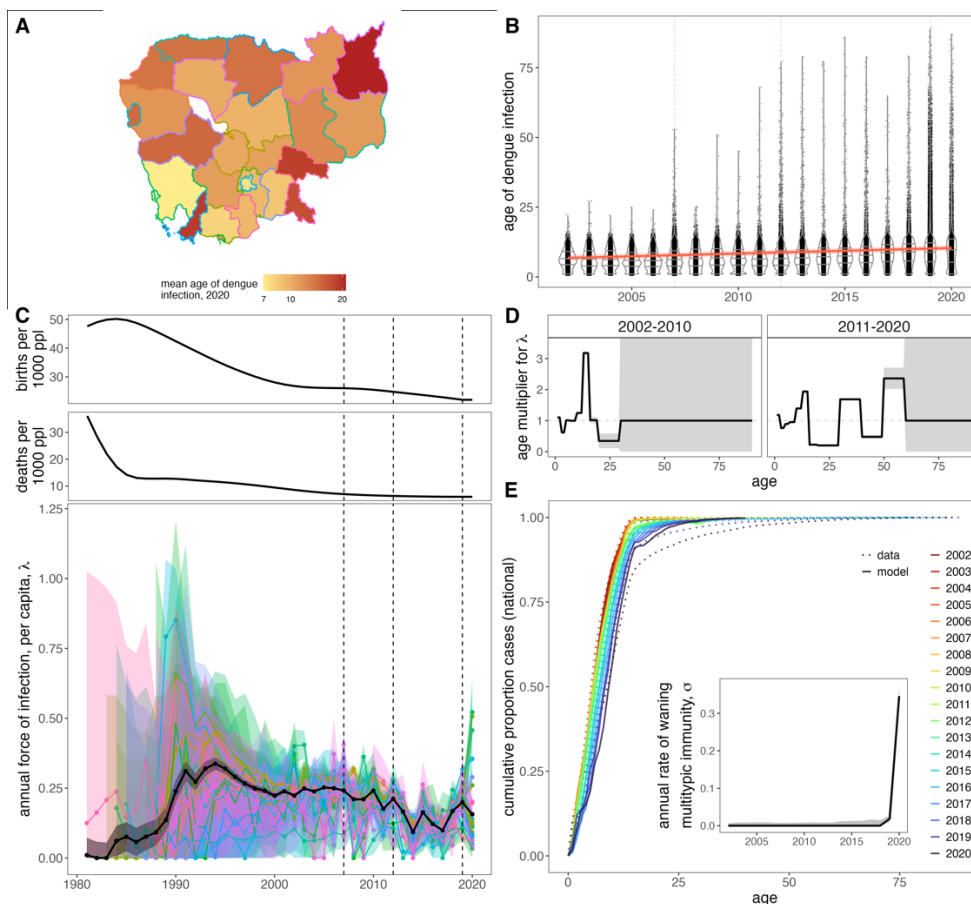 A
mean age of dengue
infection, 2020
7 10 20
B
age of dengue infection
75
50
25
0
2005 2010 2015 2020
C
births per
1000 ppl
50
30
deaths per
1000 ppl
30
20
10
annual force of infection, per capita, λ
1.25
1.00
0.75
0.50
0.25
0.00
1980 1990 2000 2010 2020
D
2002-2010 2011-2020
age multiplier for λ
3
2
1
0
0 25 50 75 0 25 50 75
age
E
cumulative proportion cases (national)
1.00
0.75
0.50
0.25
0.00
0 25 50 75
age
data
model
2002
2003
2004
2005
2006
2007
2008
2009
2010
2011
2012
2013
2014
2015
2016
2017
2018
2019
2020
annual rate of waning
multitypic immunity, σ
0.3
0.2
0.1
0.0
2005 2010 2015 2020